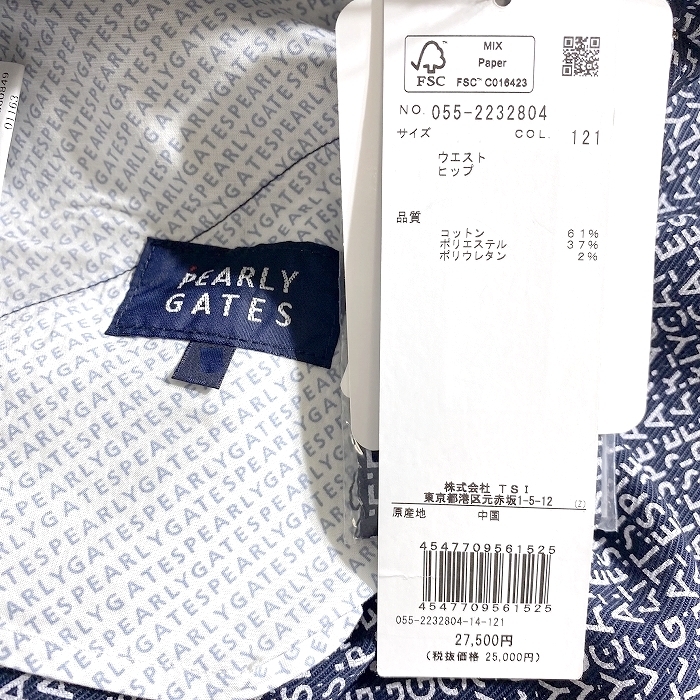 MIX
Paper
FSC
FSC™ C016423
NO. 055-2232804
サイズ COL. 121
ウエスト
ヒップ
品質
コットン 61%
ポリエステル 37%
ポリウレタン 2%
株式会社 TSI
東京都港区元赤坂1-5-12 (Z)
原産地 中国
4547709561525
4547709561525
055-2232804-14-121
27,500円
(税抜価格 25,000円)
PEARLY
GATES
01163